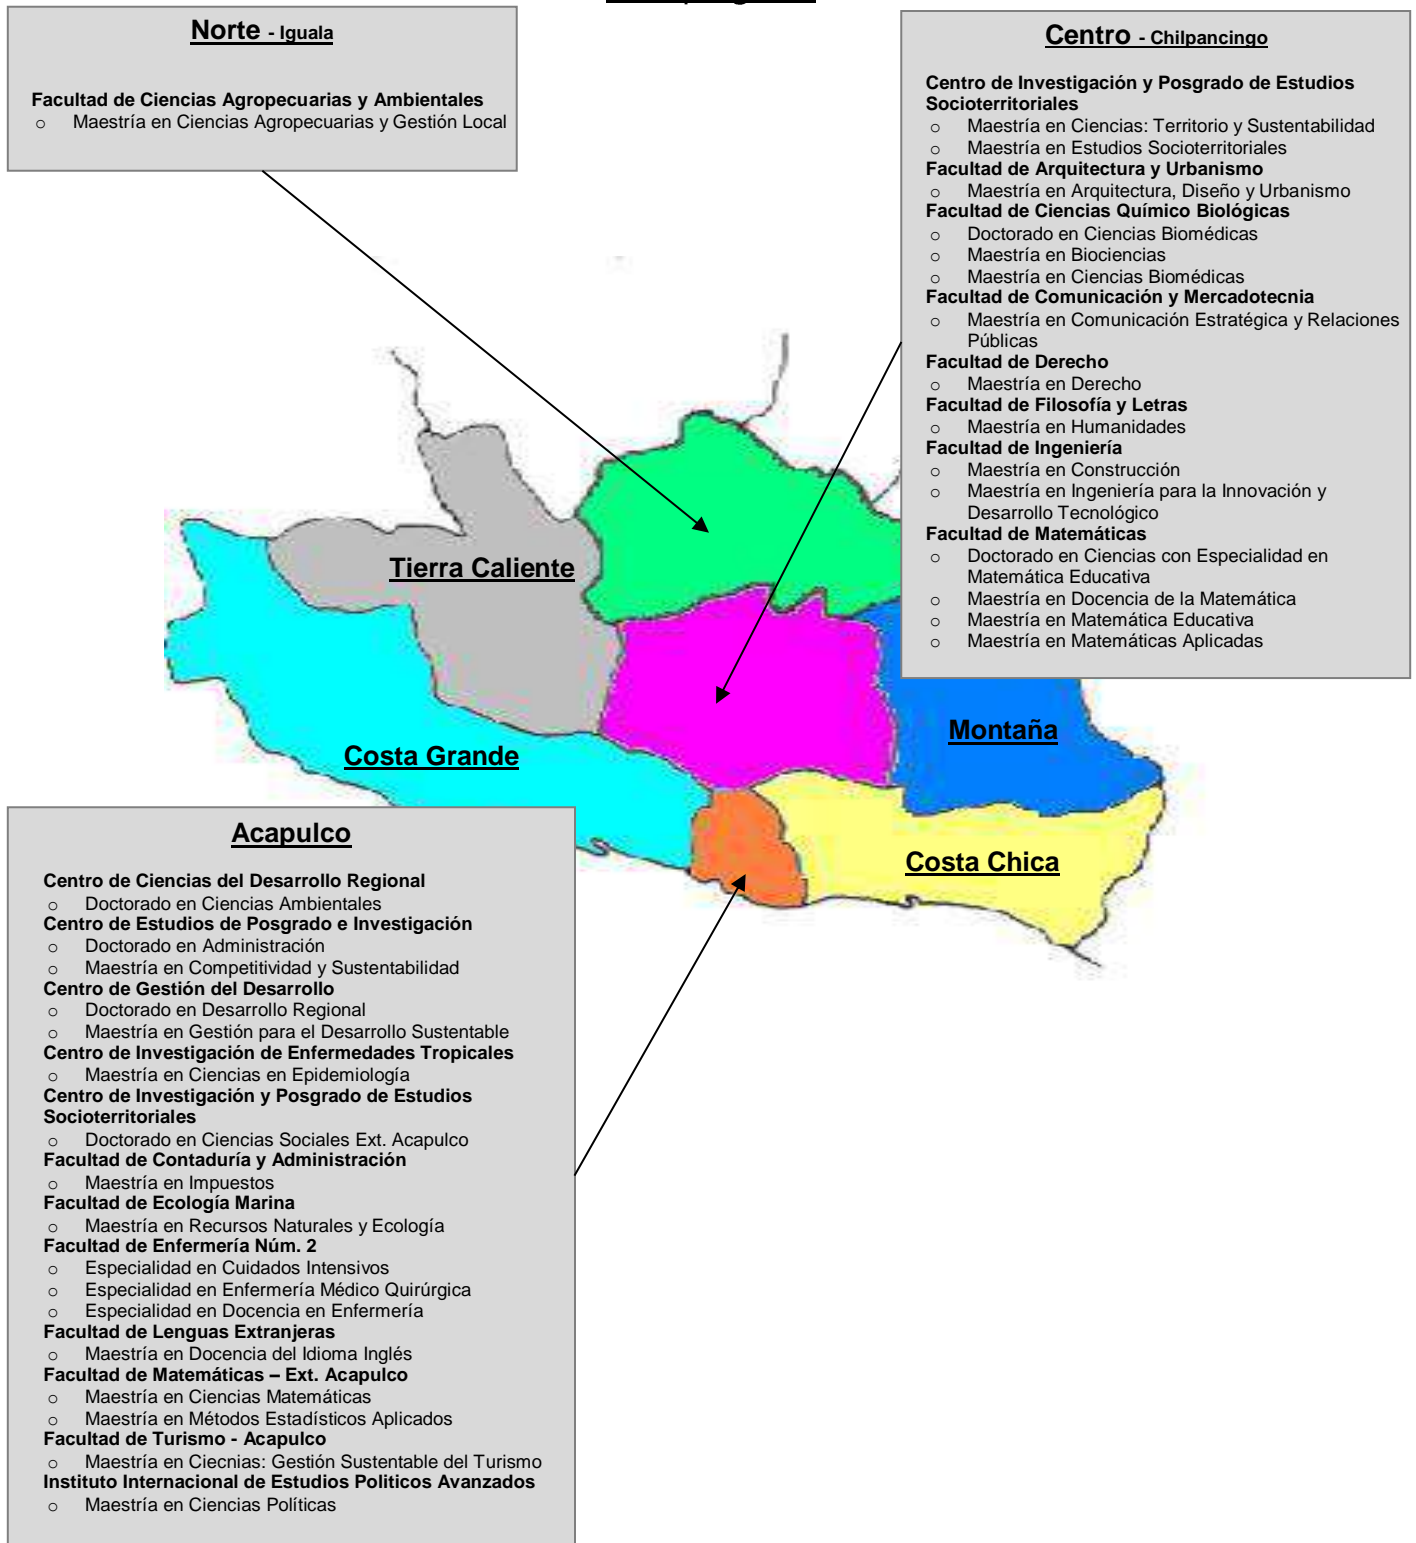 Norte - Iguala
Facultad de Ciencias Agropecuarias y Ambientales
o Maestría en Ciencias Agropecuarias y Gestión Local
Centro - Chilpancingo
Centro de Investigación y Posgrado de Estudios
Socioterritoriales
o Maestría en Ciencias: Territorio y Sustentabilidad
o Maestría en Estudios Socioterritoriales
Facultad de Arquitectura y Urbanismo
o Maestría en Arquitectura, Diseño y Urbanismo
Facultad de Ciencias Químico Biológicas
o Doctorado en Ciencias Biomédicas
o Maestría en Biociencias
o Maestría en Ciencias Biomédicas
Facultad de Comunicación y Mercadotecnia
o Maestría en Comunicación Estratégica y Relaciones
Públicas
Facultad de Derecho
o Maestría en Derecho
Facultad de Filosofía y Letras
o Maestría en Humanidades
Facultad de Ingeniería
o Maestría en Construcción
o Maestría en Ingeniería para la Innovación y
Desarrollo Tecnológico
Facultad de Matemáticas
o Doctorado en Ciencias con Especialidad en
Matemática Educativa
o Maestría en Docencia de la Matemática
o Maestría en Matemática Educativa
o Maestría en Matemáticas Aplicadas
Tierra Caliente
Costa Grande
Montaña
Costa Chica
Acapulco
Centro de Ciencias del Desarrollo Regional
o Doctorado en Ciencias Ambientales
Centro de Estudios de Posgrado e Investigación
o Doctorado en Administración
o Maestría en Competitividad y Sustentabilidad
Centro de Gestión del Desarrollo
o Doctorado en Desarrollo Regional
o Maestría en Gestión para el Desarrollo Sustentable
Centro de Investigación de Enfermedades Tropicales
o Maestría en Ciencias en Epidemiología
Centro de Investigación y Posgrado de Estudios
Socioterritoriales
o Doctorado en Ciencias Sociales Ext. Acapulco
Facultad de Contaduría y Administración
o Maestría en Impuestos
Facultad de Ecología Marina
o Maestría en Recursos Naturales y Ecología
Facultad de Enfermería Núm. 2
o Especialidad en Cuidados Intensivos
o Especialidad en Enfermería Médico Quirúrgica
o Especialidad en Docencia en Enfermería
Facultad de Lenguas Extranjeras
o Maestría en Docencia del Idioma Inglés
Facultad de Matemáticas – Ext. Acapulco
o Maestría en Ciencias Matemáticas
o Maestría en Métodos Estadísticos Aplicados
Facultad de Turismo - Acapulco
o Maestría en Ciecnias: Gestión Sustentable del Turismo
Instituto Internacional de Estudios Politicos Avanzados
o Maestría en Ciencias Políticas